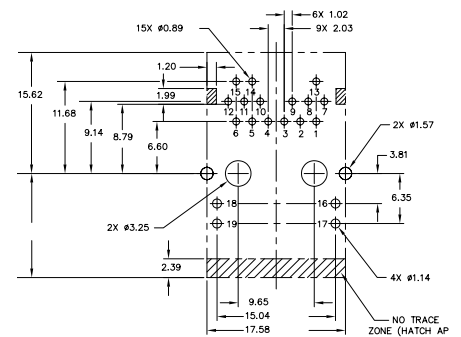 6X 1.02
15X ø0.89
9X 2.03
1.20
15 14 13
15.62
1.99
12 11 10 9 8 7
11.68
9.14
8.79
6.60
6 5 4 3 2 1
2X ø1.57
3.81
6.35
2X ø3.25
18 16
19 17
2.39
4X ø1.14
9.65
15.04
17.58
NO TRACE
ZONE (HATCH AP